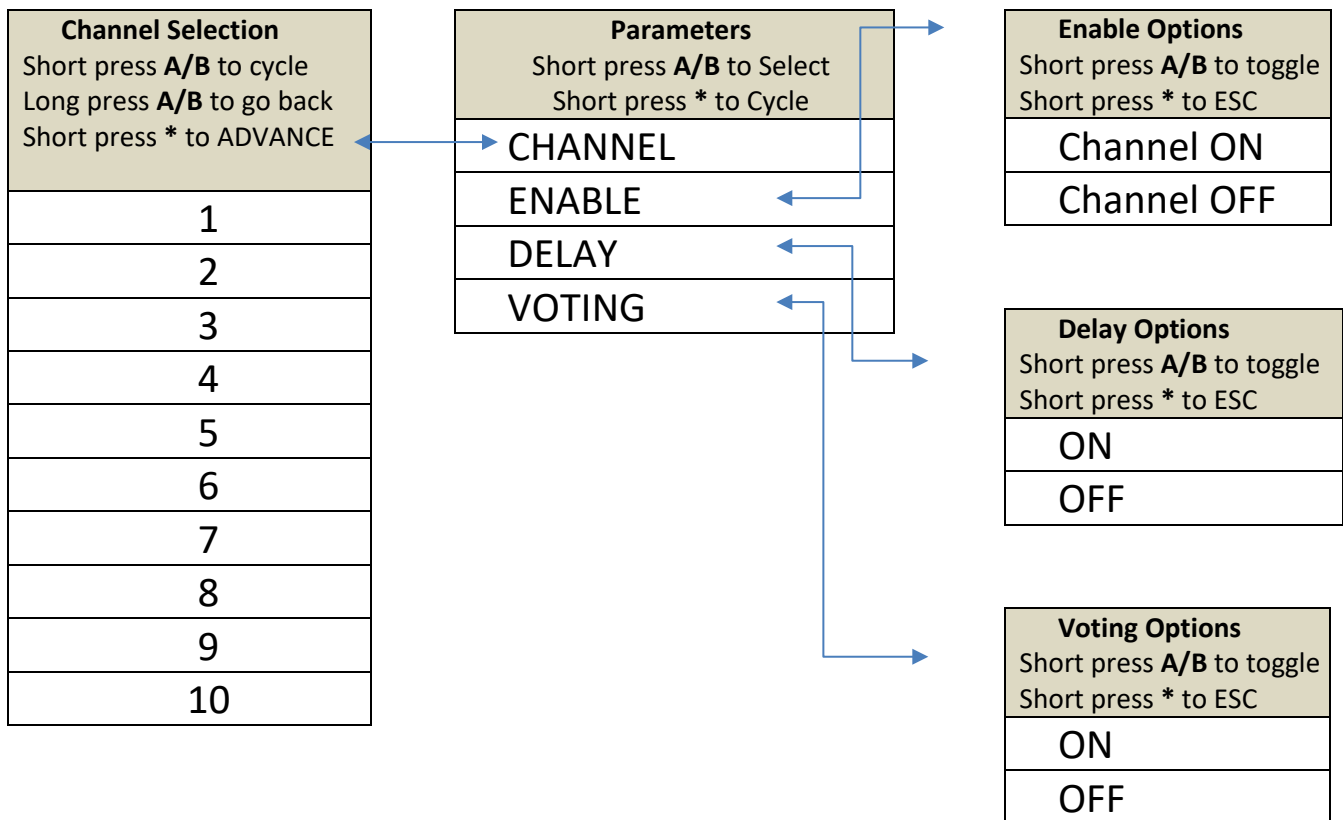 Channel Selection
Short press A/B to cycle
Long press A/B to go back
Short press * to ADVANCE
1
2
3
4
5
6
7
8
9
10
Parameters
Short press A/B to Select
Short press * to Cycle
CHANNEL
ENABLE
DELAY
VOTING
Enable Options
Short press A/B to toggle
Short press * to ESC
Channel ON
Channel OFF
Delay Options
Short press A/B to toggle
Short press * to ESC
ON
OFF
Voting Options
Short press A/B to toggle
Short press * to ESC
ON
OFF